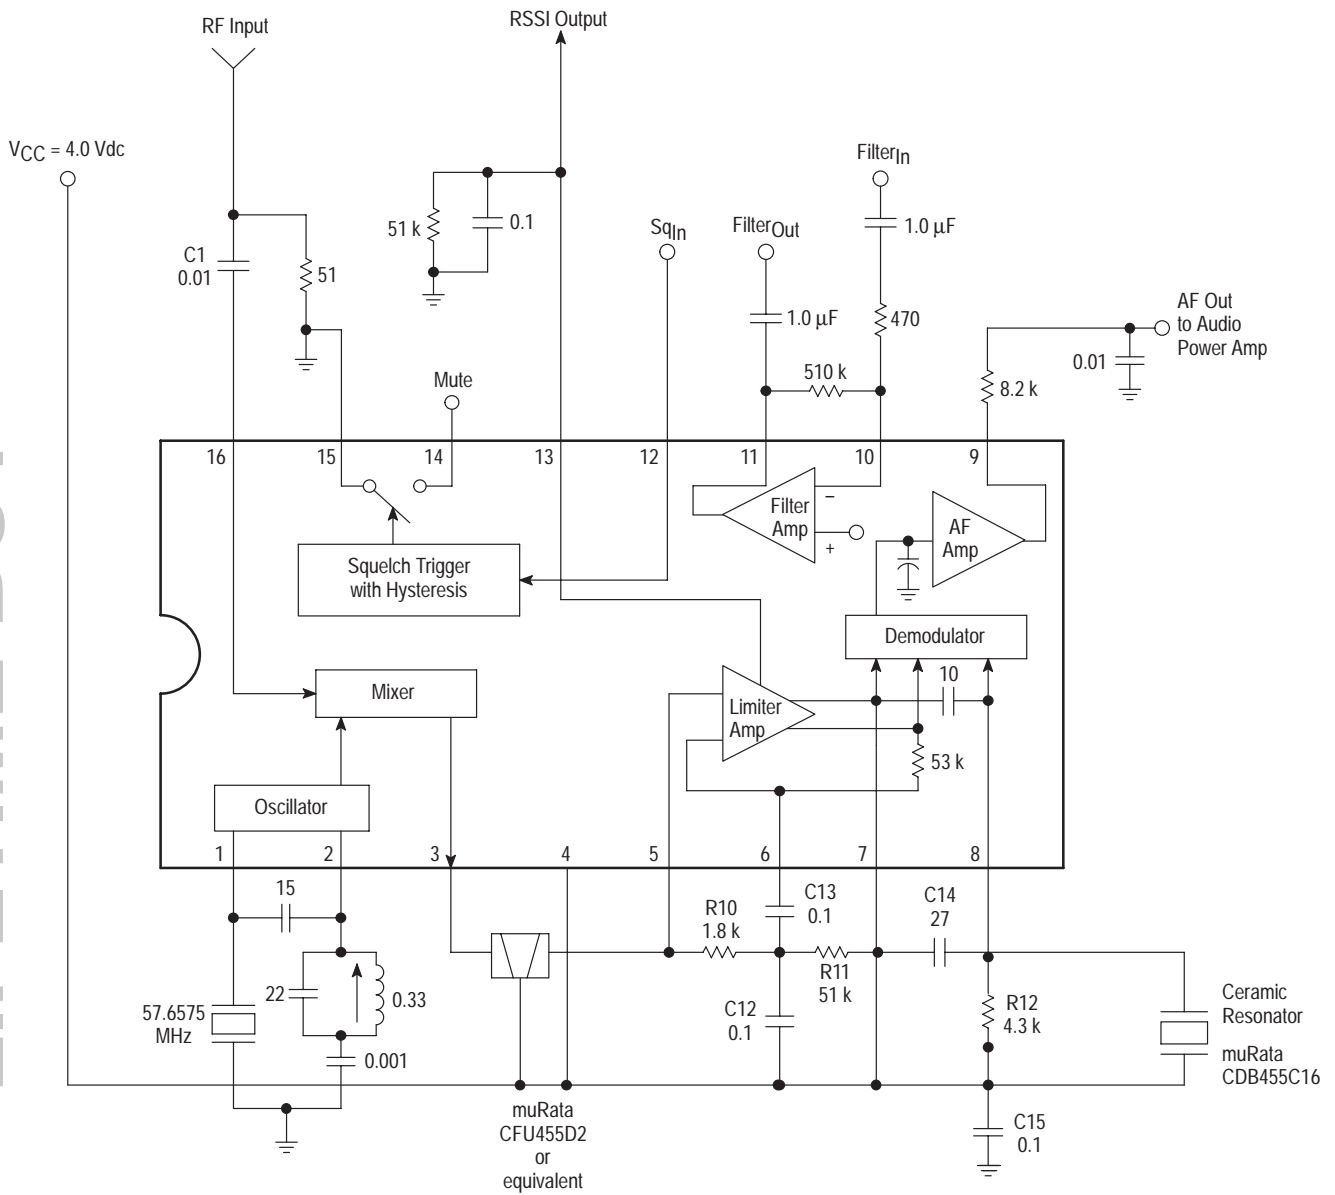 RF Input
RSSI Output
VCC = 4.0 Vdc
FilterIn
51 k
0.1
SqIn
FilterOut
1.0 µF
C1
0.01
51
1.0 µF
470
AF Out
to Audio
Power Amp
0.01
Mute
510 k
8.2 k
16
15
14
13
12
11
10
9
Filter
Amp
–
+
AF
Amp
Squelch Trigger
with Hysteresis
Demodulator
Mixer
10
Limiter
Amp
53 k
Oscillator
1
2
3
4
5
6
7
8
15
C13
0.1
C14
27
R10
1.8 k
R11
51 k
22
0.33
57.6575
MHz
C12
0.1
R12
4.3 k
Ceramic
Resonator
muRata
CDB455C16
0.001
muRata
CFU455D2
or
equivalent
C15
0.1